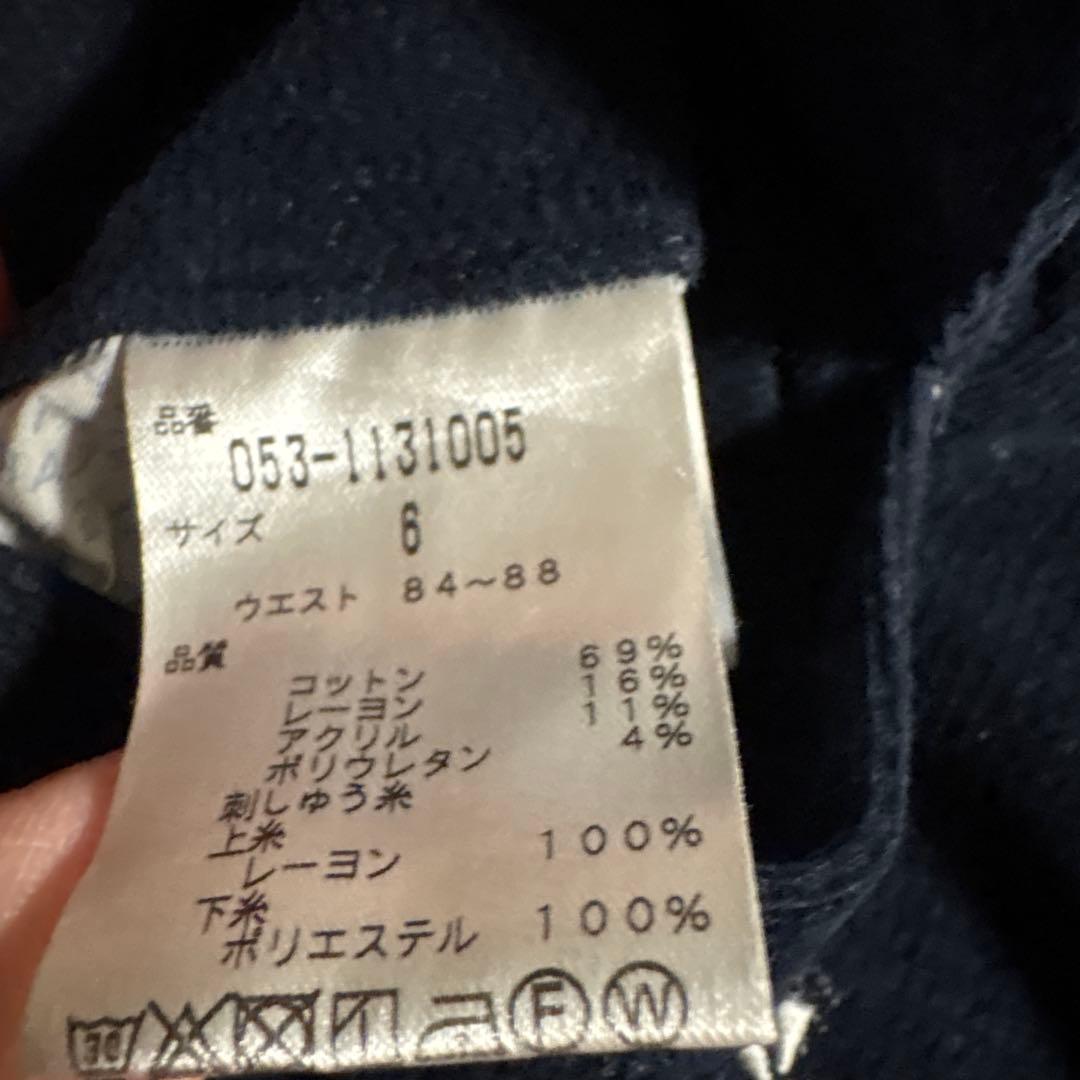 品番
053-1131005
サイズ 6
ウエスト 84～88
品質
コットン 69%
レーヨン 16%
アクリル 11%
ポリウレタン 4%
刺しゅう糸
上糸
レーヨン 100%
下糸
ポリエステル 100%
30 F W